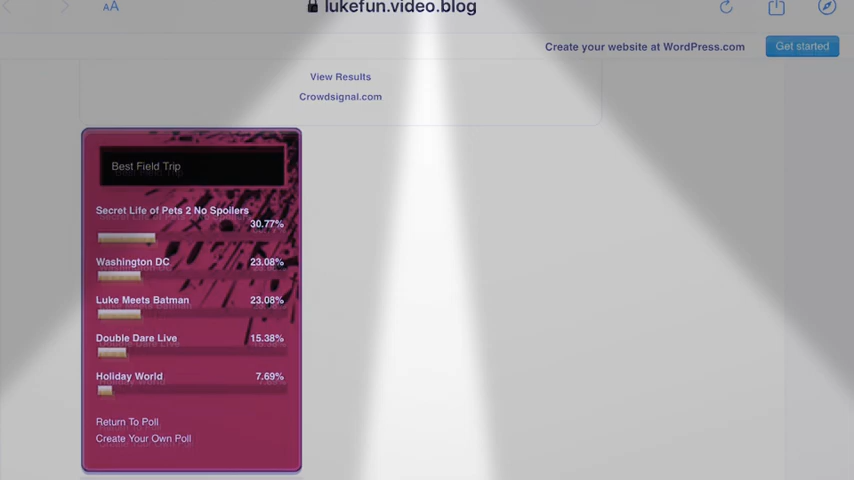 AA
lukefun.video.blog
Create your website at WordPress.com
Get started
View Results
Crowdsignal.com
Best Field Trip
Secret Life of Pets 2 No Spoilers
30.77%
Washington DC 23.08%
Luke Meets Batman 23.08%
Double Dare Live 15.38%
Holiday World 7.69%
Return To Poll
Create Your Own Poll